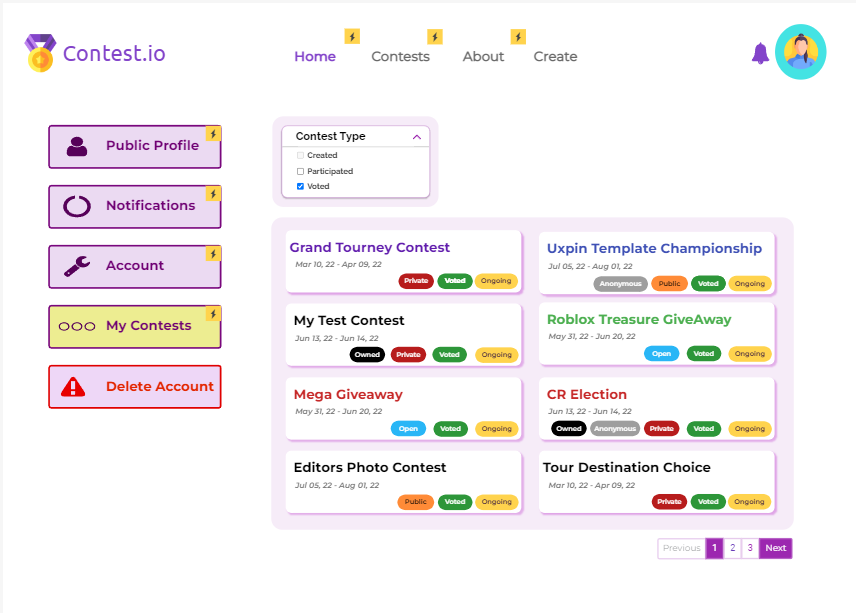 Contest.io
Home Contests About Create
Public Profile
Notifications
Account
My Contests
Delete Account
Contest Type
Created
Participated
Voted
Grand Tourney Contest
Mar 10, 22 - Apr 09, 22
Private Voted Ongoing
Uxpin Template Championship
Jul 05, 22 - Aug 01, 22
Anonymous Public Voted Ongoing
My Test Contest
Jun 13, 22 - Jun 14, 22
Owned Private Voted Ongoing
Roblox Treasure GiveAway
May 31, 22 - Jun 20, 22
Open Voted Ongoing
Mega Giveaway
May 31, 22 - Jun 20, 22
Open Voted Ongoing
CR Election
Jun 13, 22 - Jun 14, 22
Owned Anonymous Private Voted Ongoing
Editors Photo Contest
Jul 05, 22 - Aug 01, 22
Public Voted Ongoing
Tour Destination Choice
Mar 10, 22 - Apr 09, 22
Private Voted Ongoing
Previous 1 2 3 Next